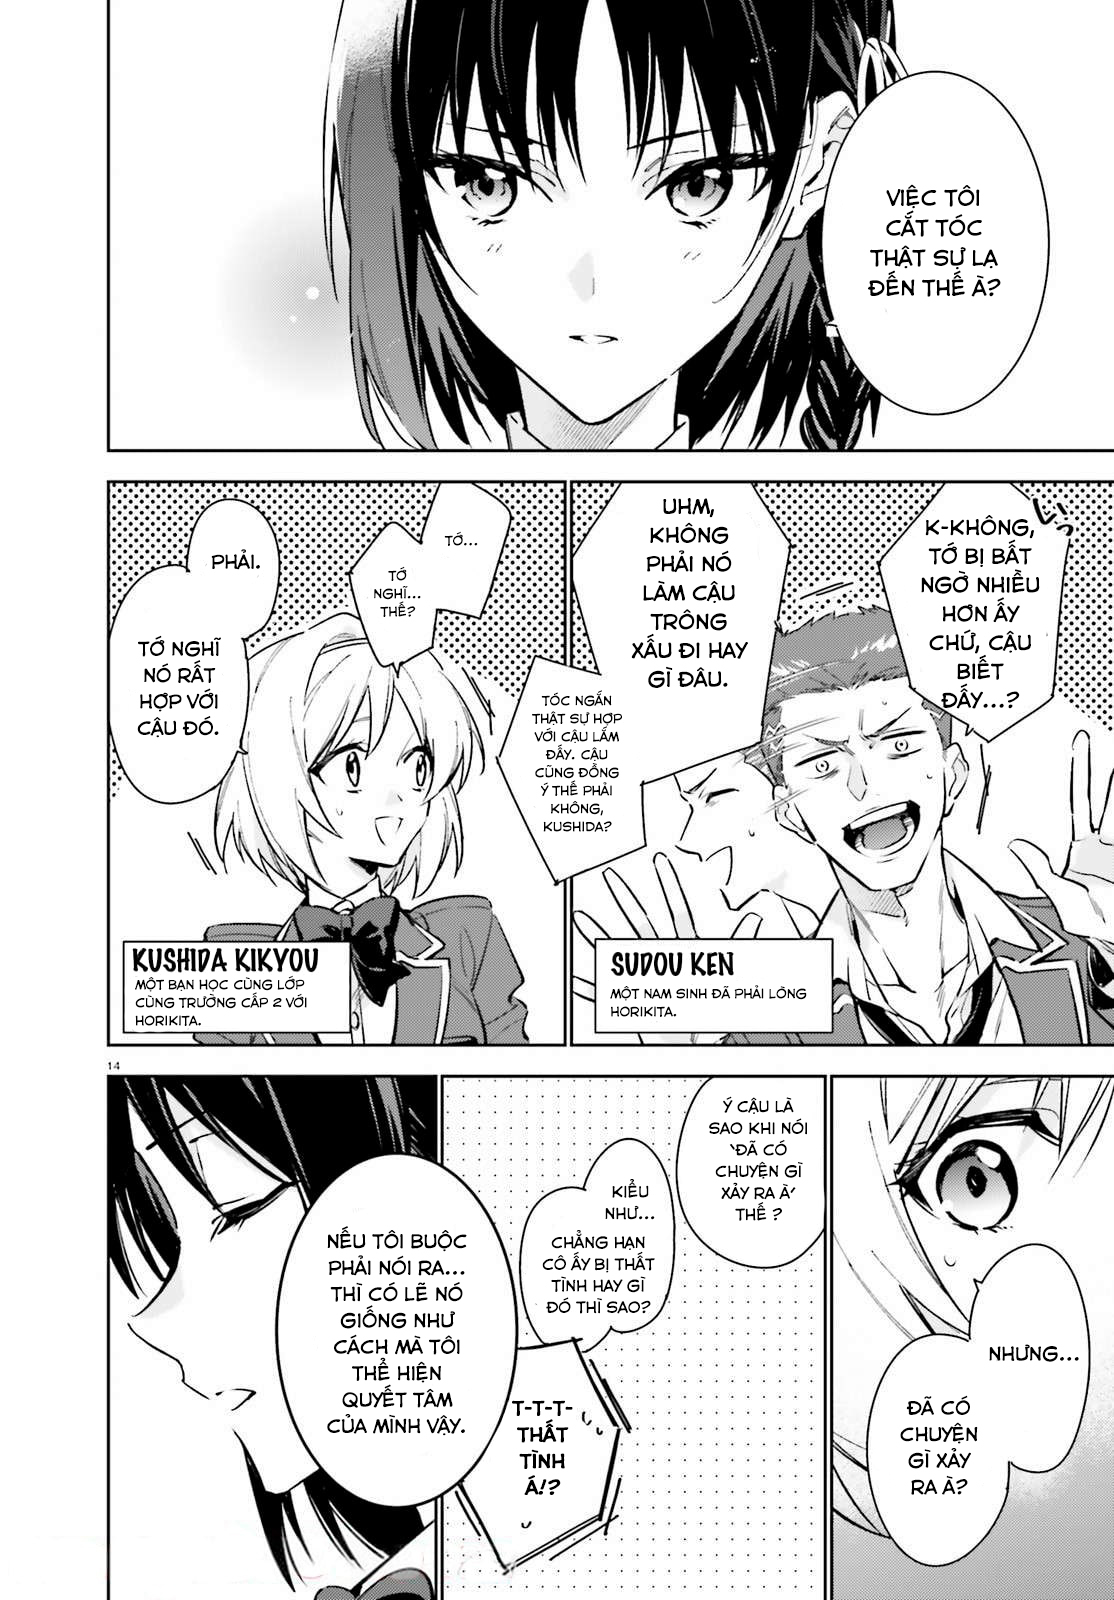 VIỆC TÔI
CẮT TÓC
THẬT SỰ LẠ
ĐẾN THẾ À?
K-KHÔNG,
TỚ BỊ BẤT
NGỜ NHIỀU
HƠN ẤY
CHỨ, CẬU
BIẾT
ĐẤY...?
UHM,
KHÔNG
PHẢI NÓ
LÀM CẬU
TRÔNG
XẤU ĐI HAY
GÌ ĐÂU.
TÓC NGẮN
THẬT SỰ HỢP
VỚI CẬU LẮM
ĐẤY. CẬU
CŨNG ĐỒNG
Ý THẾ PHẢI
KHÔNG,
KUSHIDA?
SUDOU KEN
MỘT NAM SINH ĐÃ PHẢI LÒNG
HORIKITA.
TỚ...
TỚ
NGHĨ...
THẾ?
PHẢI.
TỚ NGHĨ
NÓ RẤT
HỢP VỚI
CẬU ĐÓ.
KUSHIDA KIKYOU
MỘT BẠN HỌC CÙNG LỚP
CÙNG TRƯỜNG CẤP 2 VỚI
HORIKITA.
14
NHƯNG...
ĐÃ CÓ
CHUYỆN
GÌ XẢY
RA À?
Ý CẬU LÀ
SAO KHI NÓI
'ĐÃ CÓ
CHUYỆN GÌ
XẢY RA À'
THẾ ?
KIỂU
NHƯ...
CHẲNG HẠN
CÔ ẤY BỊ THẤT
TÌNH HAY GÌ
ĐÓ THÌ SAO?
T-T-T-
THẤT
TÌNH
Á!?
NẾU TÔI BUỘC
PHẢI NÓI RA...
THÌ CÓ LẼ NÓ
GIỐNG NHƯ
CÁCH MÀ TÔI
THỂ HIỆN
QUYẾT TÂM
CỦA MÌNH VẬY.